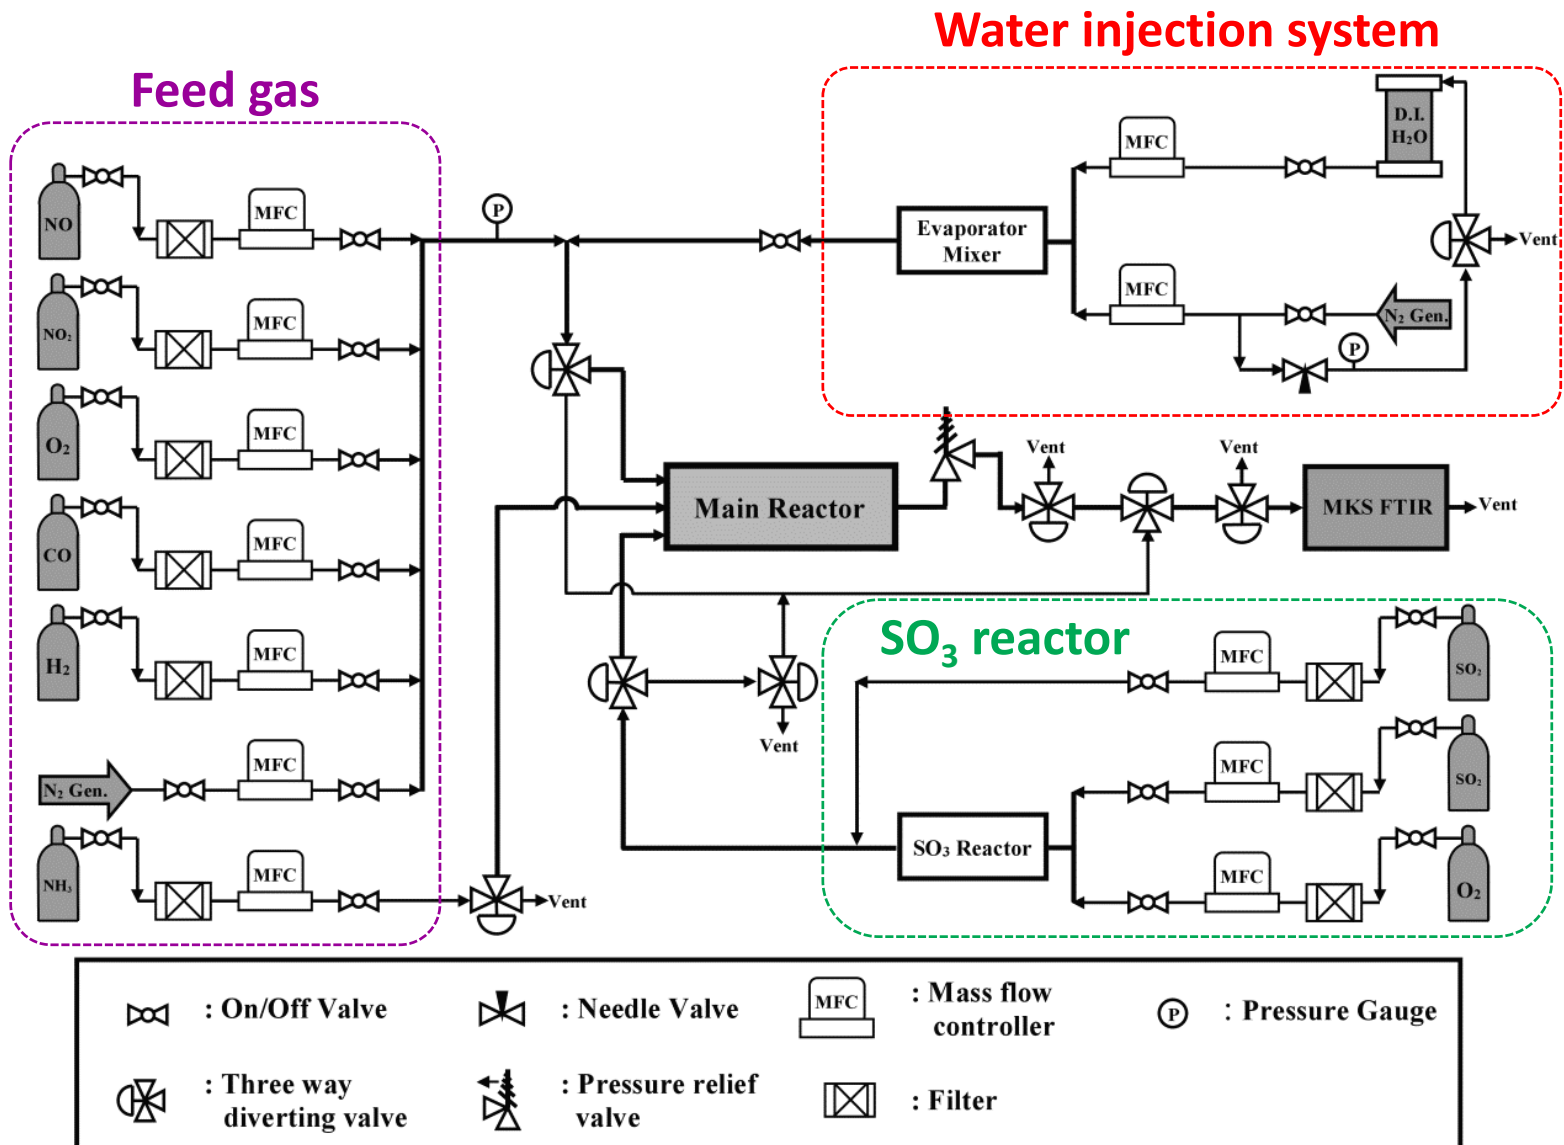 Water injection system
Feed gas
NO
MFC
NO₂
MFC
O₂
MFC
CO
MFC
H₂
MFC
N₂ Gen.
MFC
NH₃
MFC
Vent
P
Evaporator
Mixer
MFC
D.I.
H₂O
Vent
MFC
N₂ Gen.
P
Main Reactor
Vent
Vent
MKS FTIR
Vent
SO₃ reactor
MFC
SO₂
Vent
MFC
SO₂
SO₃ Reactor
MFC
O₂
: On/Off Valve
: Needle Valve
MFC
: Mass flow
controller
P
: Pressure Gauge
: Three way
diverting valve
: Pressure relief
valve
: Filter